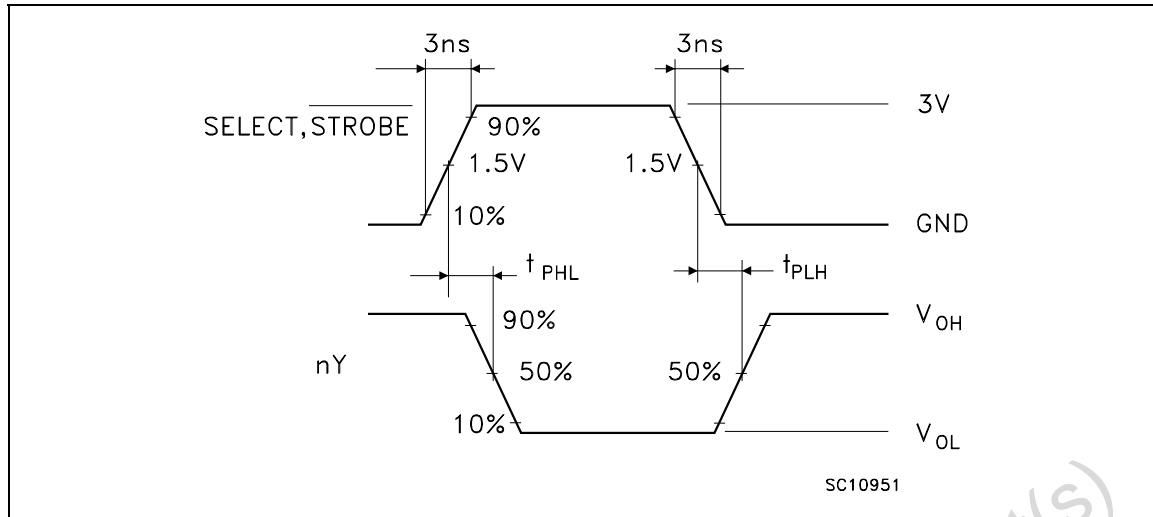 3ns 3ns
SELECT, STROBE 90% 3V
1.5V 1.5V
10% GND
tPHL tPLH
90% VOH
nY 50% 50%
10% VOL
SC10951
t(s)